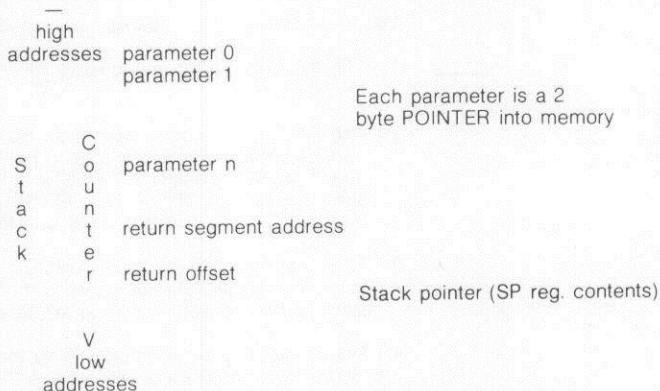 —
high
addresses parameter 0
parameter 1
Each parameter is a 2
byte POINTER into memory
C
S o parameter n
t u
a n
c t return segment address
k e
r return offset
Stack pointer (SP reg. contents)
V
low
addresses